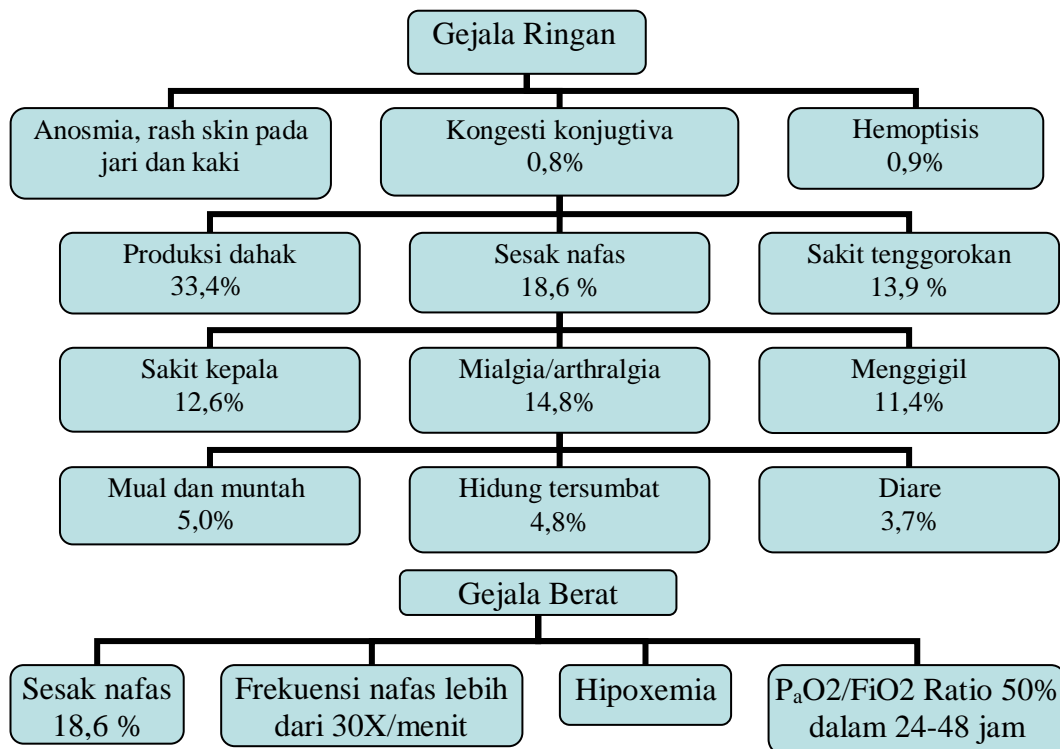 Gejala Ringan
Anosmia, rash skin pada
jari dan kaki
Kongesti konjugtiva
0,8%
Hemoptisis
0,9%
Produksi dahak
33,4%
Sesak nafas
18,6 %
Sakit tenggorokan
13,9 %
Sakit kepala
12,6%
Mialgia/arthralgia
14,8%
Menggigil
11,4%
Mual dan muntah
5,0%
Hidung tersumbat
4,8%
Diare
3,7%
Gejala Berat
Sesak nafas
18,6 %
Frekuensi nafas lebih
dari 30X/menit
Hipoxemia
PaO2/FiO2 Ratio 50%
dalam 24-48 jam